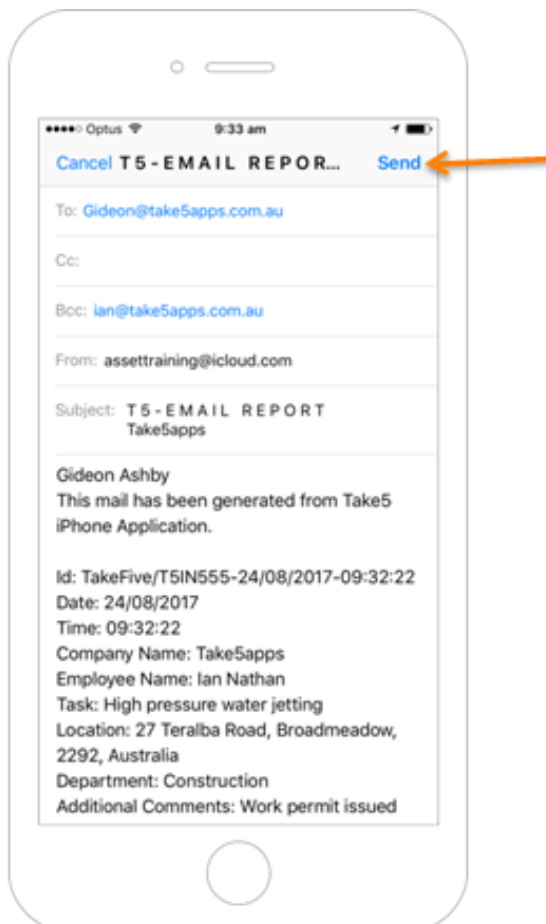 Optus 9:33 am
Cancel T5-EMAIL REPOR... Send
To: Gideon@take5apps.com.au
Cc:
Bcc: ian@take5apps.com.au
From: assettraining@icloud.com
Subject: T5-EMAIL REPORT
Take5apps
Gideon Ashby
This mail has been generated from Take5
iPhone Application.
Id: TakeFive/T5IN555-24/08/2017-09:32:22
Date: 24/08/2017
Time: 09:32:22
Company Name: Take5apps
Employee Name: Ian Nathan
Task: High pressure water jetting
Location: 27 Teralba Road, Broadmeadow,
2292, Australia
Department: Construction
Additional Comments: Work permit issued